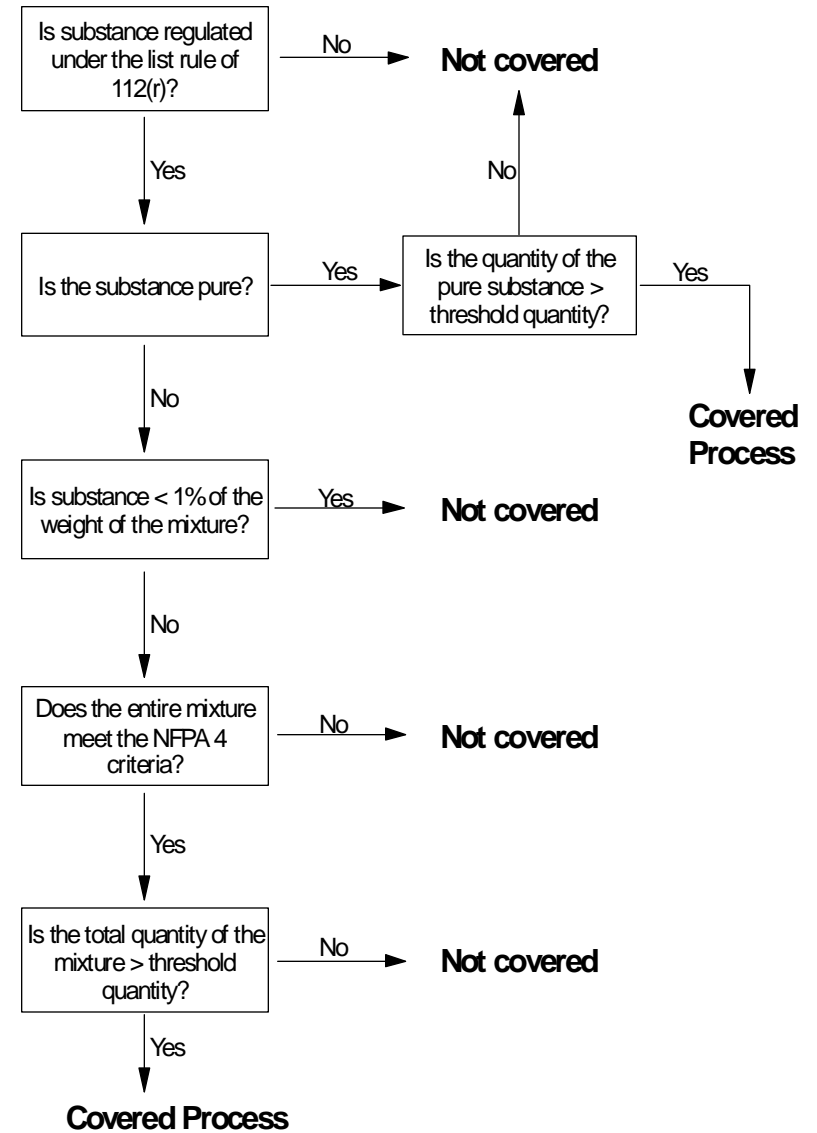 Is substance regulated
under the list rule of
112(r)?
No
Not covered
Yes
No
Is the substance pure?
Yes
Is the quantity of the
pure substance >
threshold quantity?
Yes
No
Covered
Process
Is substance < 1% of the
weight of the mixture?
Yes
Not covered
No
Does the entire mixture
meet the NFPA 4
criteria?
No
Not covered
Yes
Is the total quantity of the
mixture > threshold
quantity?
No
Not covered
Yes
Covered Process